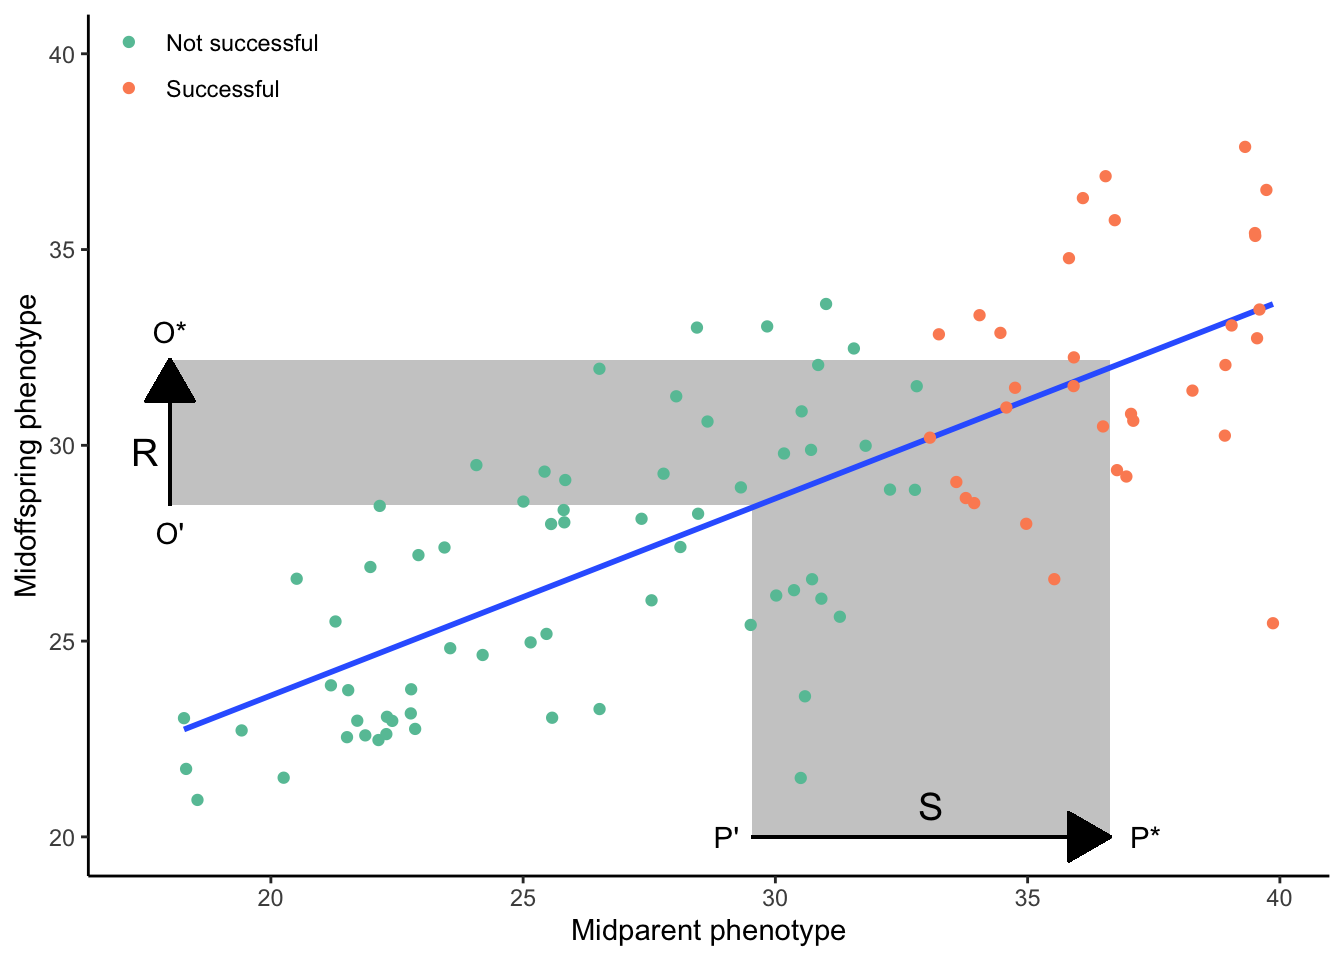 Not successful
Successful
40
35
30
25
20
Midoffspring phenotype
O*
R
O'
S
P'
P*
20
25
30
35
40
Midparent phenotype